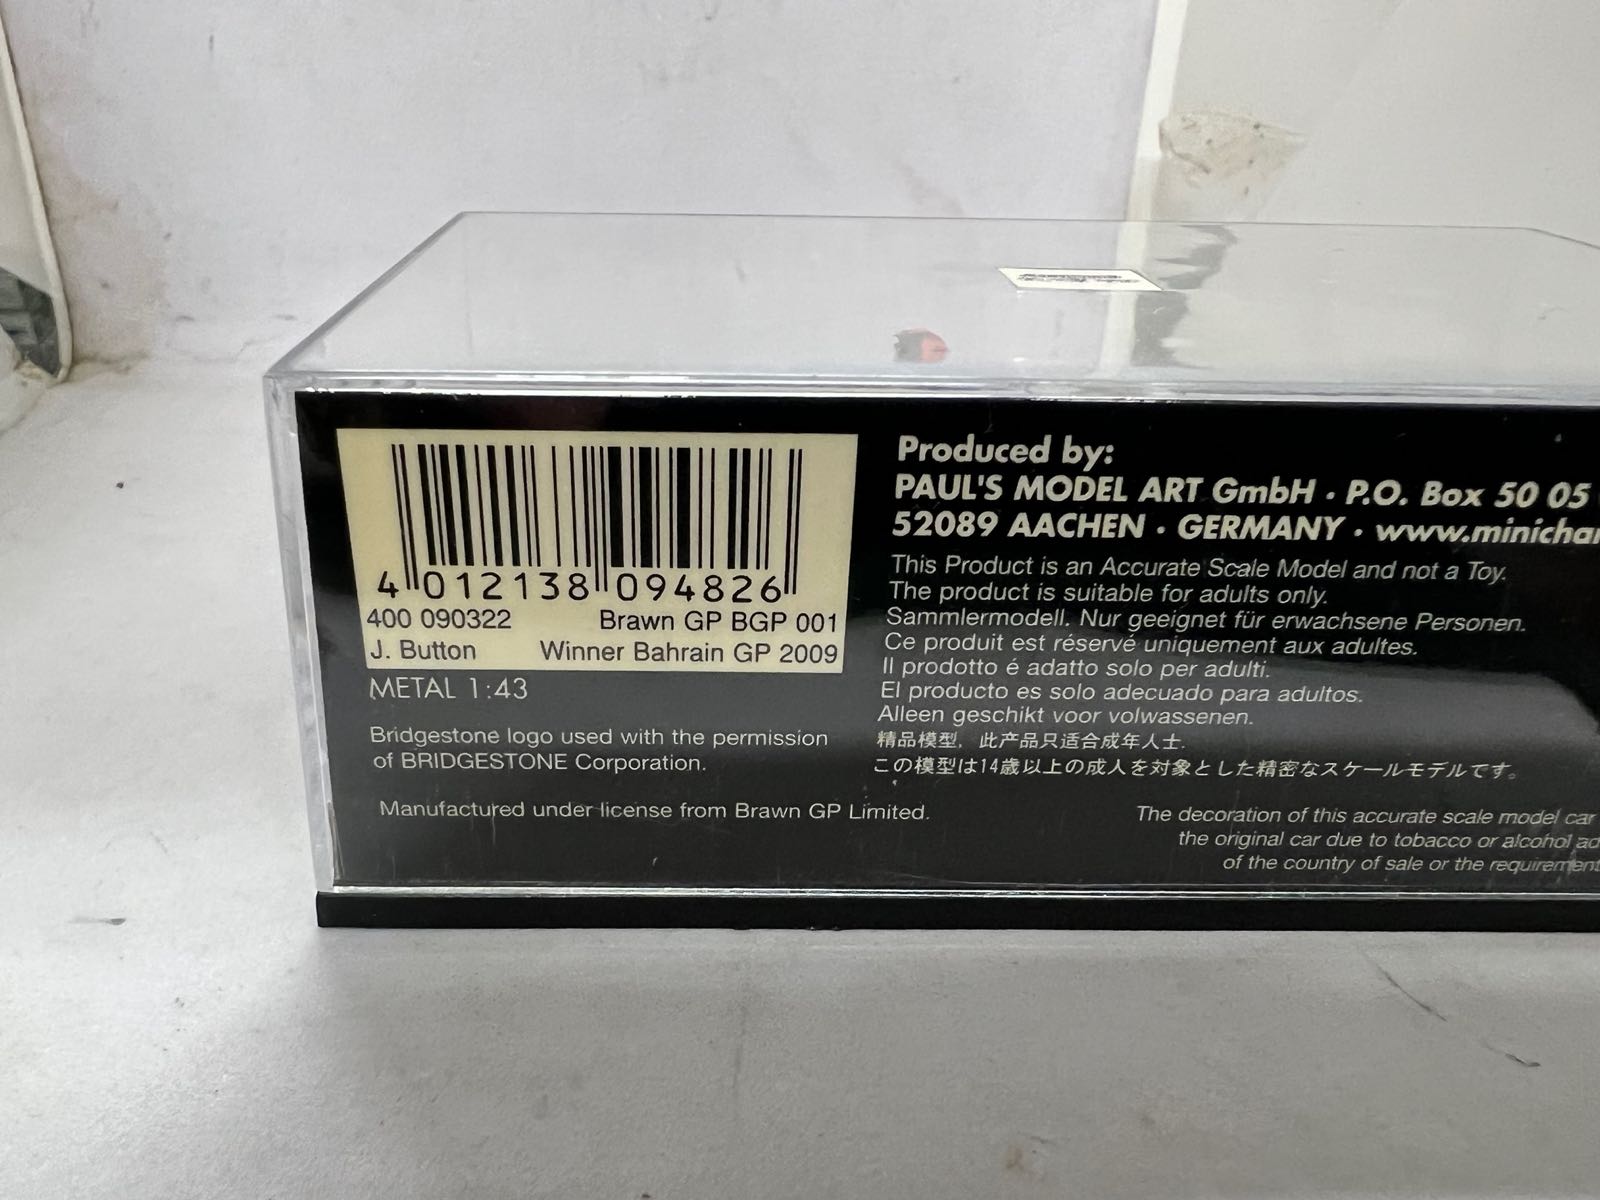 4 012138 094826
400 090322 Brawn GP BGP 001
J. Button Winner Bahrain GP 2009
METAL 1:43
Bridgestone logo used with the permission
of BRIDGESTONE Corporation.
Manufactured under license from Brawn GP Limited.
Produced by:
PAUL'S MODEL ART GmbH · P.O. Box 50 05
52089 AACHEN · GERMANY · www.minichar
This Product is an Accurate Scale Model and not a Toy.
The product is suitable for adults only.
Sammlermodell. Nur geeignet für erwachsene Personen.
Ce produit est réservé uniquement aux adultes.
Il prodotto é adatto solo per adulti.
El producto es solo adecuado para adultos.
Alleen geschikt voor volwassenen.
精品模型，此产品只适合成年人士.
この模型は14歳以上の成人を対象とした精密なスケールモデルです。
The decoration of this accurate scale model car
the original car due to tobacco or alcohol ad
of the country of sale or the requirement